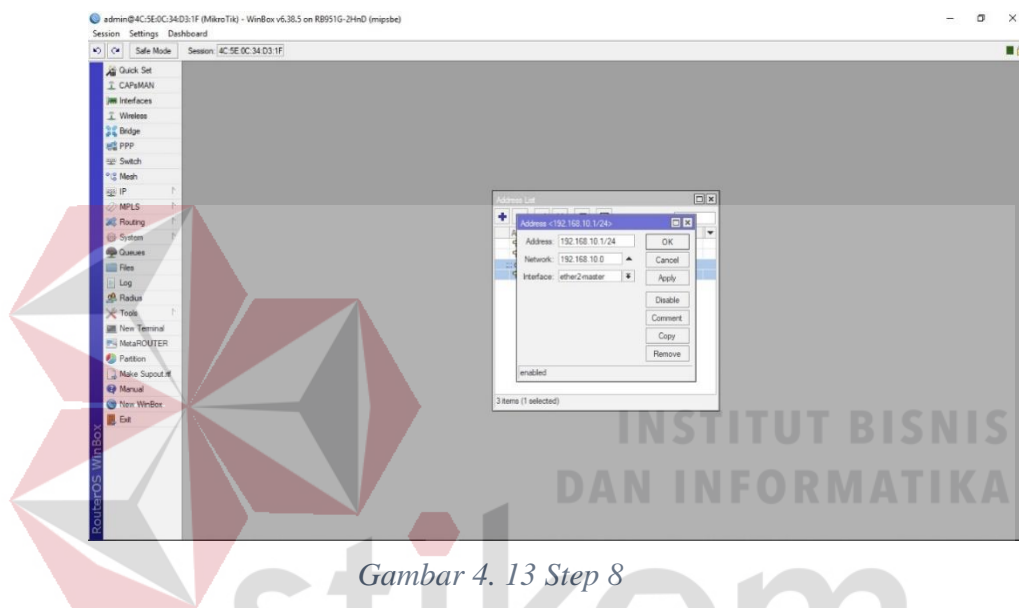 admin@4C:5E:0C:34:D3:1F (MikroTik) - WinBox v6.38.5 on RB951G-2HnD (mipsbe)
Session Settings Dashboard
Safe Mode Session: 4C:5E:0C:34:D3:1F
Quick Set
CAPsMAN
Interfaces
Wireless
Bridge
PPP
Switch
Mesh
IP
MPLS
Routing
System
Queues
Files
Log
Radius
Tools
New Terminal
MetaROUTER
Partition
Make Supout.rif
Manual
New WinBox
Exit
RouterOS WinBox
Address List
Address <192.168.10.1/24>
Address: 192.168.10.1/24
Network: 192.168.10.0
Interface: ether2-master
OK
Cancel
Apply
Disable
Comment
Copy
Remove
enabled
3 items (1 selected)
INSTITUT BISNIS
DAN INFORMATIKA
Gambar 4. 13 Step 8
stikom